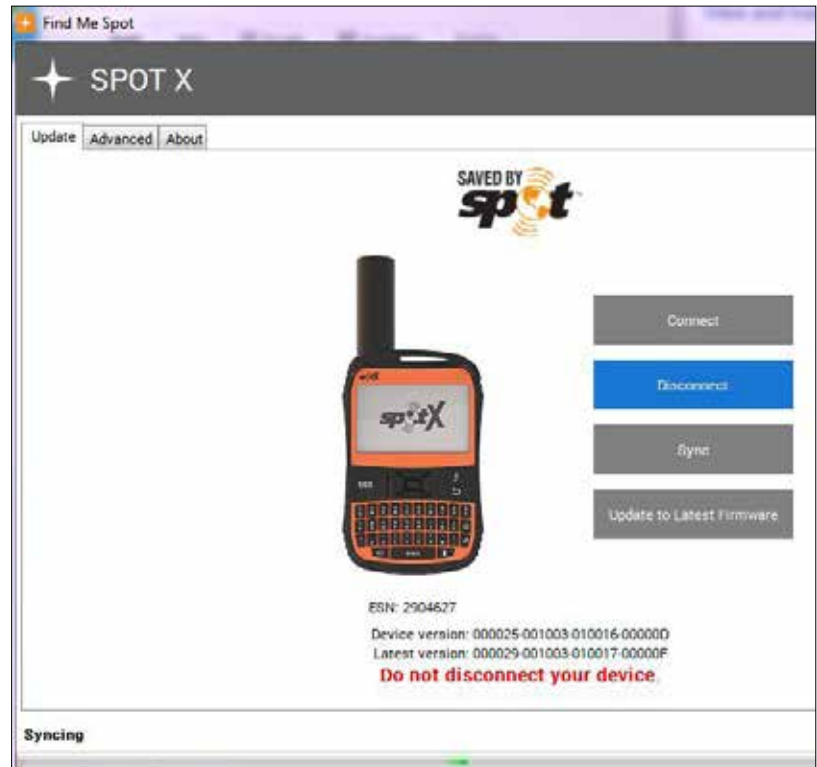 Find Me Spot
SPOT X
Update Advanced About
SAVED BY
spot
Connect
spot X
Disconnect
Sync
Update to Latest Firmware
ESN: 2904627
Device version: 000025-001003-010016-00000D
Latest version: 000029-001003-010017-00000F
Do not disconnect your device.
Syncing